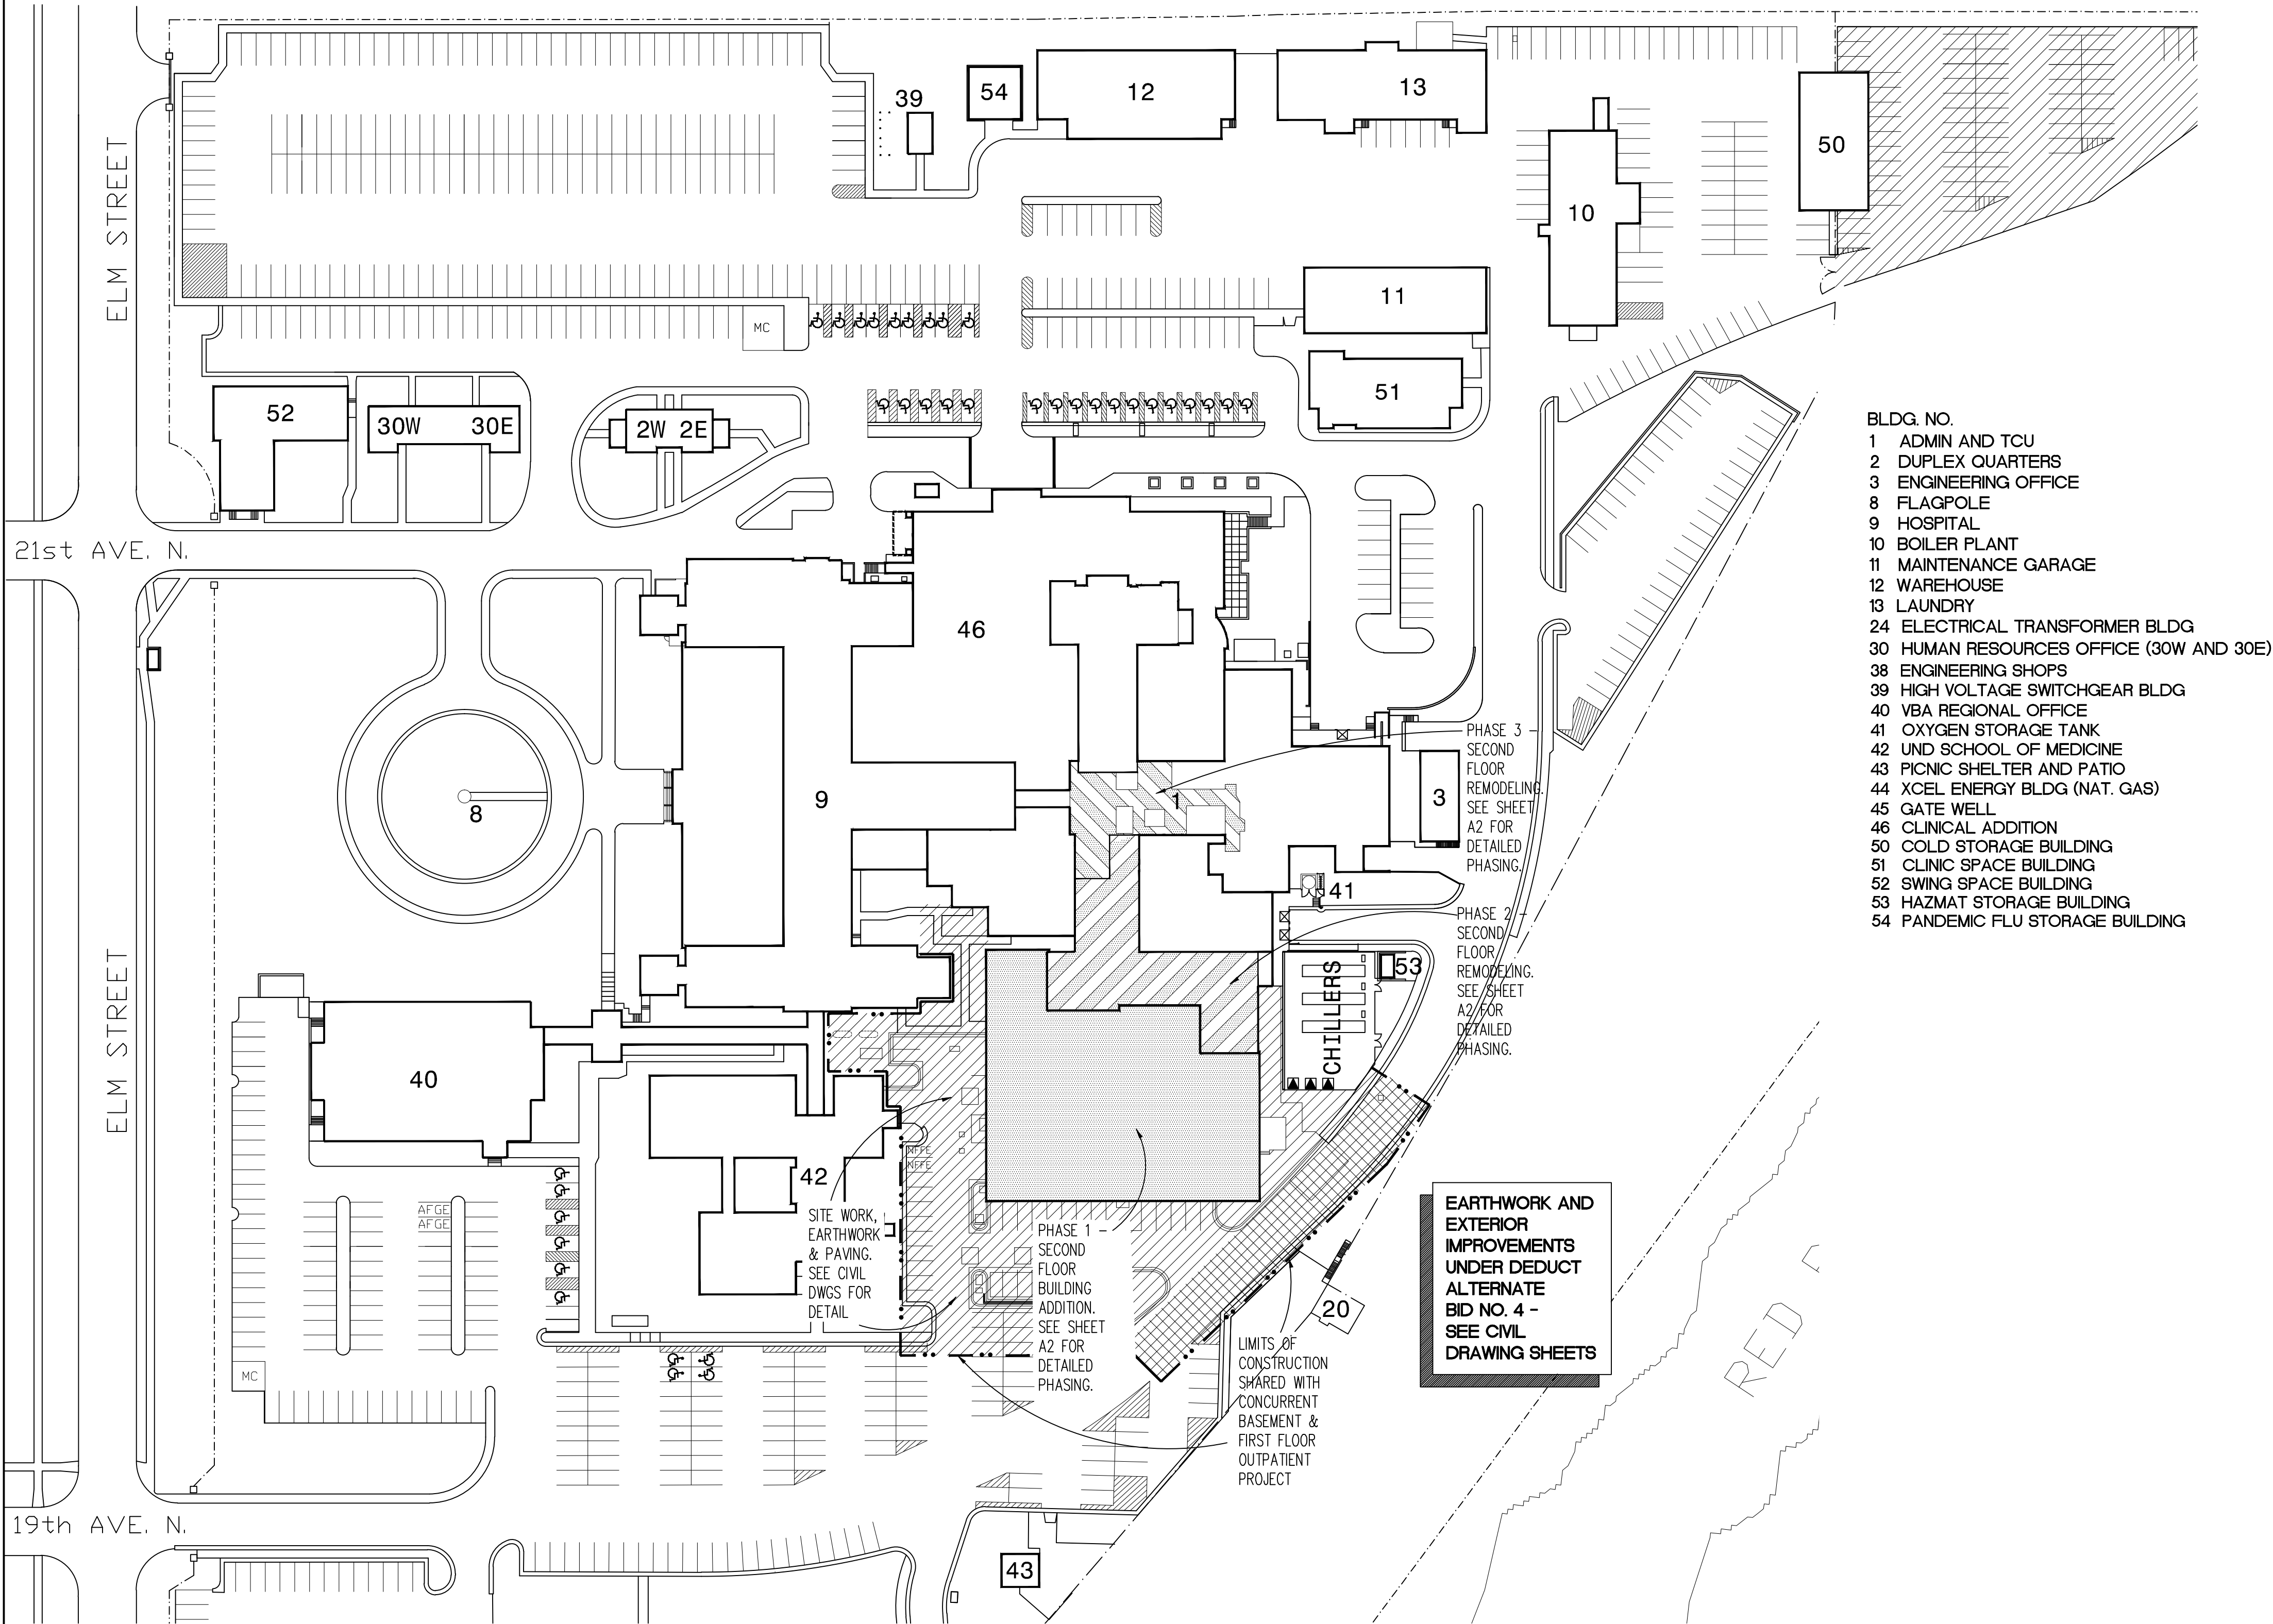 ELM STREET
39
54
12
13
50
10
11
MC
51
52
30W 30E
2W 2E
21st AVE. N.
46
9
8
1
3
41
53
CHILLERS
ELM STREET
40
42
NFFE
NFFE
AFGE
AFGE
MC
20
43
19th AVE. N.
RED
PHASE 3 -
SECOND
FLOOR
REMODELING.
SEE SHEET
A2 FOR
DETAILED
PHASING.
PHASE 2 -
SECOND
FLOOR
REMODELING.
SEE SHEET
A2 FOR
DETAILED
PHASING.
SITE WORK,
EARTHWORK
& PAVING.
SEE CIVIL
DWGS FOR
DETAIL
PHASE 1 -
SECOND
FLOOR
BUILDING
ADDITION.
SEE SHEET
A2 FOR
DETAILED
PHASING.
LIMITS OF
CONSTRUCTION
SHARED WITH
CONCURRENT
BASEMENT &
FIRST FLOOR
OUTPATIENT
PROJECT
EARTHWORK AND
EXTERIOR
IMPROVEMENTS
UNDER DEDUCT
ALTERNATE
BID NO. 4 -
SEE CIVIL
DRAWING SHEETS
BLDG. NO.
1 ADMIN AND TCU
2 DUPLEX QUARTERS
3 ENGINEERING OFFICE
8 FLAGPOLE
9 HOSPITAL
10 BOILER PLANT
11 MAINTENANCE GARAGE
12 WAREHOUSE
13 LAUNDRY
24 ELECTRICAL TRANSFORMER BLDG
30 HUMAN RESOURCES OFFICE (30W AND 30E)
38 ENGINEERING SHOPS
39 HIGH VOLTAGE SWITCHGEAR BLDG
40 VBA REGIONAL OFFICE
41 OXYGEN STORAGE TANK
42 UND SCHOOL OF MEDICINE
43 PICNIC SHELTER AND PATIO
44 XCEL ENERGY BLDG (NAT. GAS)
45 GATE WELL
46 CLINICAL ADDITION
50 COLD STORAGE BUILDING
51 CLINIC SPACE BUILDING
52 SWING SPACE BUILDING
53 HAZMAT STORAGE BUILDING
54 PANDEMIC FLU STORAGE BUILDING